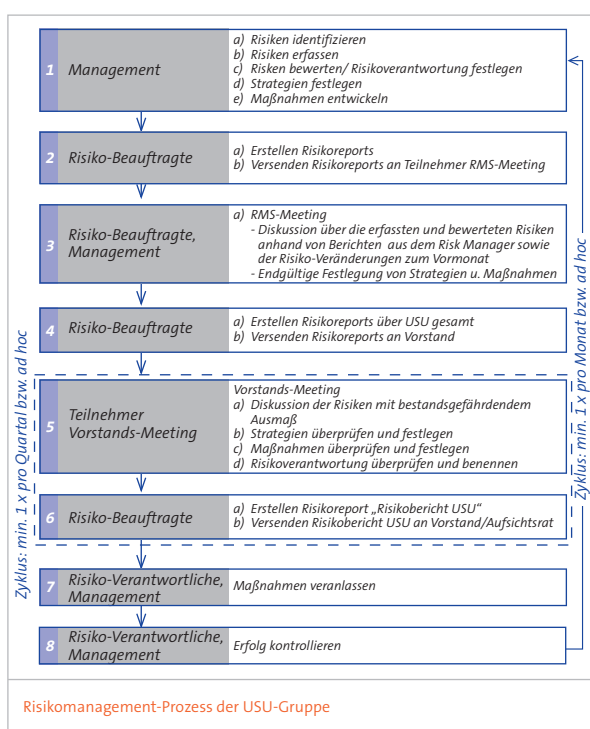 1 Management
a) Risiken identifizieren
b) Risiken erfassen
c) Risken bewerten/ Risikoverantwortung festlegen
d) Strategien festlegen
e) Maßnahmen entwickeln
2 Risiko-Beauftragte
a) Erstellen Risikoreports
b) Versenden Risikoreports an Teilnehmer RMS-Meeting
3 Risiko-Beauftragte,
Management
a) RMS-Meeting
- Diskussion über die erfassten und bewerteten Risiken
anhand von Berichten aus dem Risk Manager sowie
der Risiko-Veränderungen zum Vormonat
- Endgültige Festlegung von Strategien u. Maßnahmen
4 Risiko-Beauftragte
a) Erstellen Risikoreports über USU gesamt
b) Versenden Risikoreports an Vorstand
5 Teilnehmer
Vorstands-Meeting
Vorstands-Meeting
a) Diskussion der Risiken mit bestandsgefährdendem
Ausmaß
b) Strategien überprüfen und festlegen
c) Maßnahmen überprüfen und festlegen
d) Risikoverantwortung überprüfen und benennen
6 Risiko-Beauftragte
a) Erstellen Risikoreport „Risikobericht USU“
b) Versenden Risikobericht USU an Vorstand/Aufsichtsrat
7 Risiko-Verantwortliche,
Management
Maßnahmen veranlassen
8 Risiko-Verantwortliche,
Management
Erfolg kontrollieren
Zyklus: min. 1 x pro Quartal bzw. ad hoc
Zyklus: min. 1 x pro Monat bzw. ad hoc
Risikomanagement-Prozess der USU-Gruppe